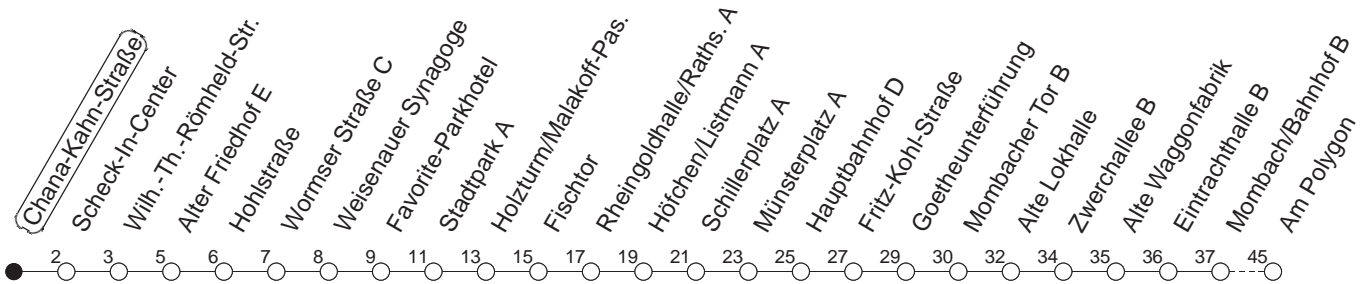 Chana-Kahn-Straße
Scheck-In-Center
Wilh.-Th.-Römheld-Str.
Alter Friedhof E
Hohlstraße
Wormser Straße C
Weisenauer Synagoge
Favorite-Parkhotel
Stadtpark A
Holzturm/Malakoff-Pas.
Fischtor
Rheingoldhalle/Raths. A
Höfchen/Listmann A
Schillerplatz A
Münsterplatz A
Hauptbahnhof D
Fritz-Kohl-Straße
Goetheunterführung
Mombacher Tor B
Alte Lokhalle
Zwerchallee B
Alte Waggonfabrik
Eintrachthalle B
Mombach/Bahnhof B
Am Polygon
2 3 5 6 7 8 9 11 13 15 17 19 21 23 25 27 29 30 32 34 35 36 37 45